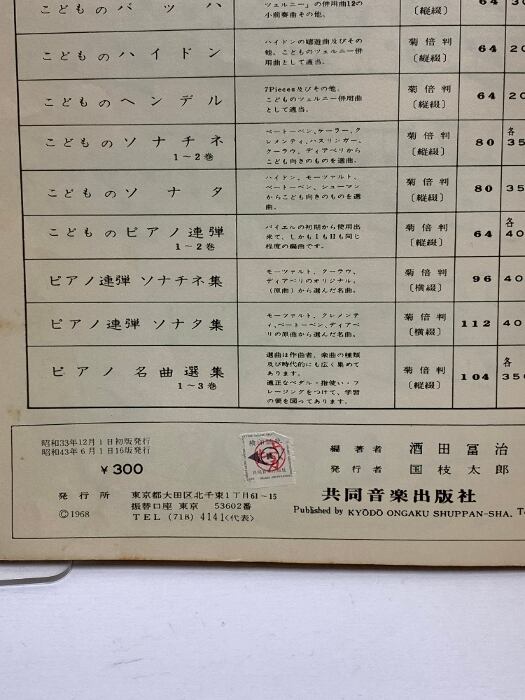 こどものバッハ
ツェルニー」の併用曲12の
小前奏曲その他。
〔縦綴〕
64
こどものハイドン
ハイドンの嬉遊曲及びその
他、こどものツェルニー併
用曲として適当。
菊倍判
〔縦綴〕
64
20
こどものヘンデル
7Pieces及びその他。
こどものツェルニー併用曲
として適当。
菊倍判
〔縦綴〕
64
20
こどものソナチネ
1~2巻
ベートーベン、ケーラー、ク
レメンティ、ハスリンガー、
クーラウ、ディアベリから
こども向きのものを選曲。
菊倍判
〔縦綴〕
80
各
35
こどものソナタ
ハイドン、モーツァルト、
ベートーベン、シューマン
からこども向きのものを選
曲。
菊倍判
〔縦綴〕
80
35
こどものピアノ連弾
1~2巻
バイエルの初期から使用出
来て、しかもⅠもⅡも同じ
程度の編曲です。
菊倍判
〔縦綴〕
64
各
40
ピアノ連弾 ソナチネ集
モーツァルト、クーラウ、
ディアベリのオリジナル、
(原曲)から選んだ名曲。
菊倍判
〔横綴〕
96
40
ピアノ連弾 ソナタ集
モーツァルト、クレメンテ
ィ、ベートーベン、ディアベ
リの原曲から選んだ名曲。
菊倍判
〔横綴〕
112
40
ピアノ名曲選集
1~3巻
選曲は作曲者、楽曲の種類
及び時代的にも広く集めて
あります。
適正なペダル・指使い・フ
レージングをつけて、学習
の便を図ってあります。
菊倍判
〔縦綴〕
104
各
350
昭和33年12月1日初版発行
昭和43年6月1日16版発行
¥300
編著者 酒田冨治
発行者 国枝太郎
発行所 東京都大田区北千束1丁目61~15
振替口座 東京 53602番
©1968 TEL (718) 4141<代表>
共同音楽出版社
Published by KYŌDŌ ONGAKU SHUPPAN-SHA.